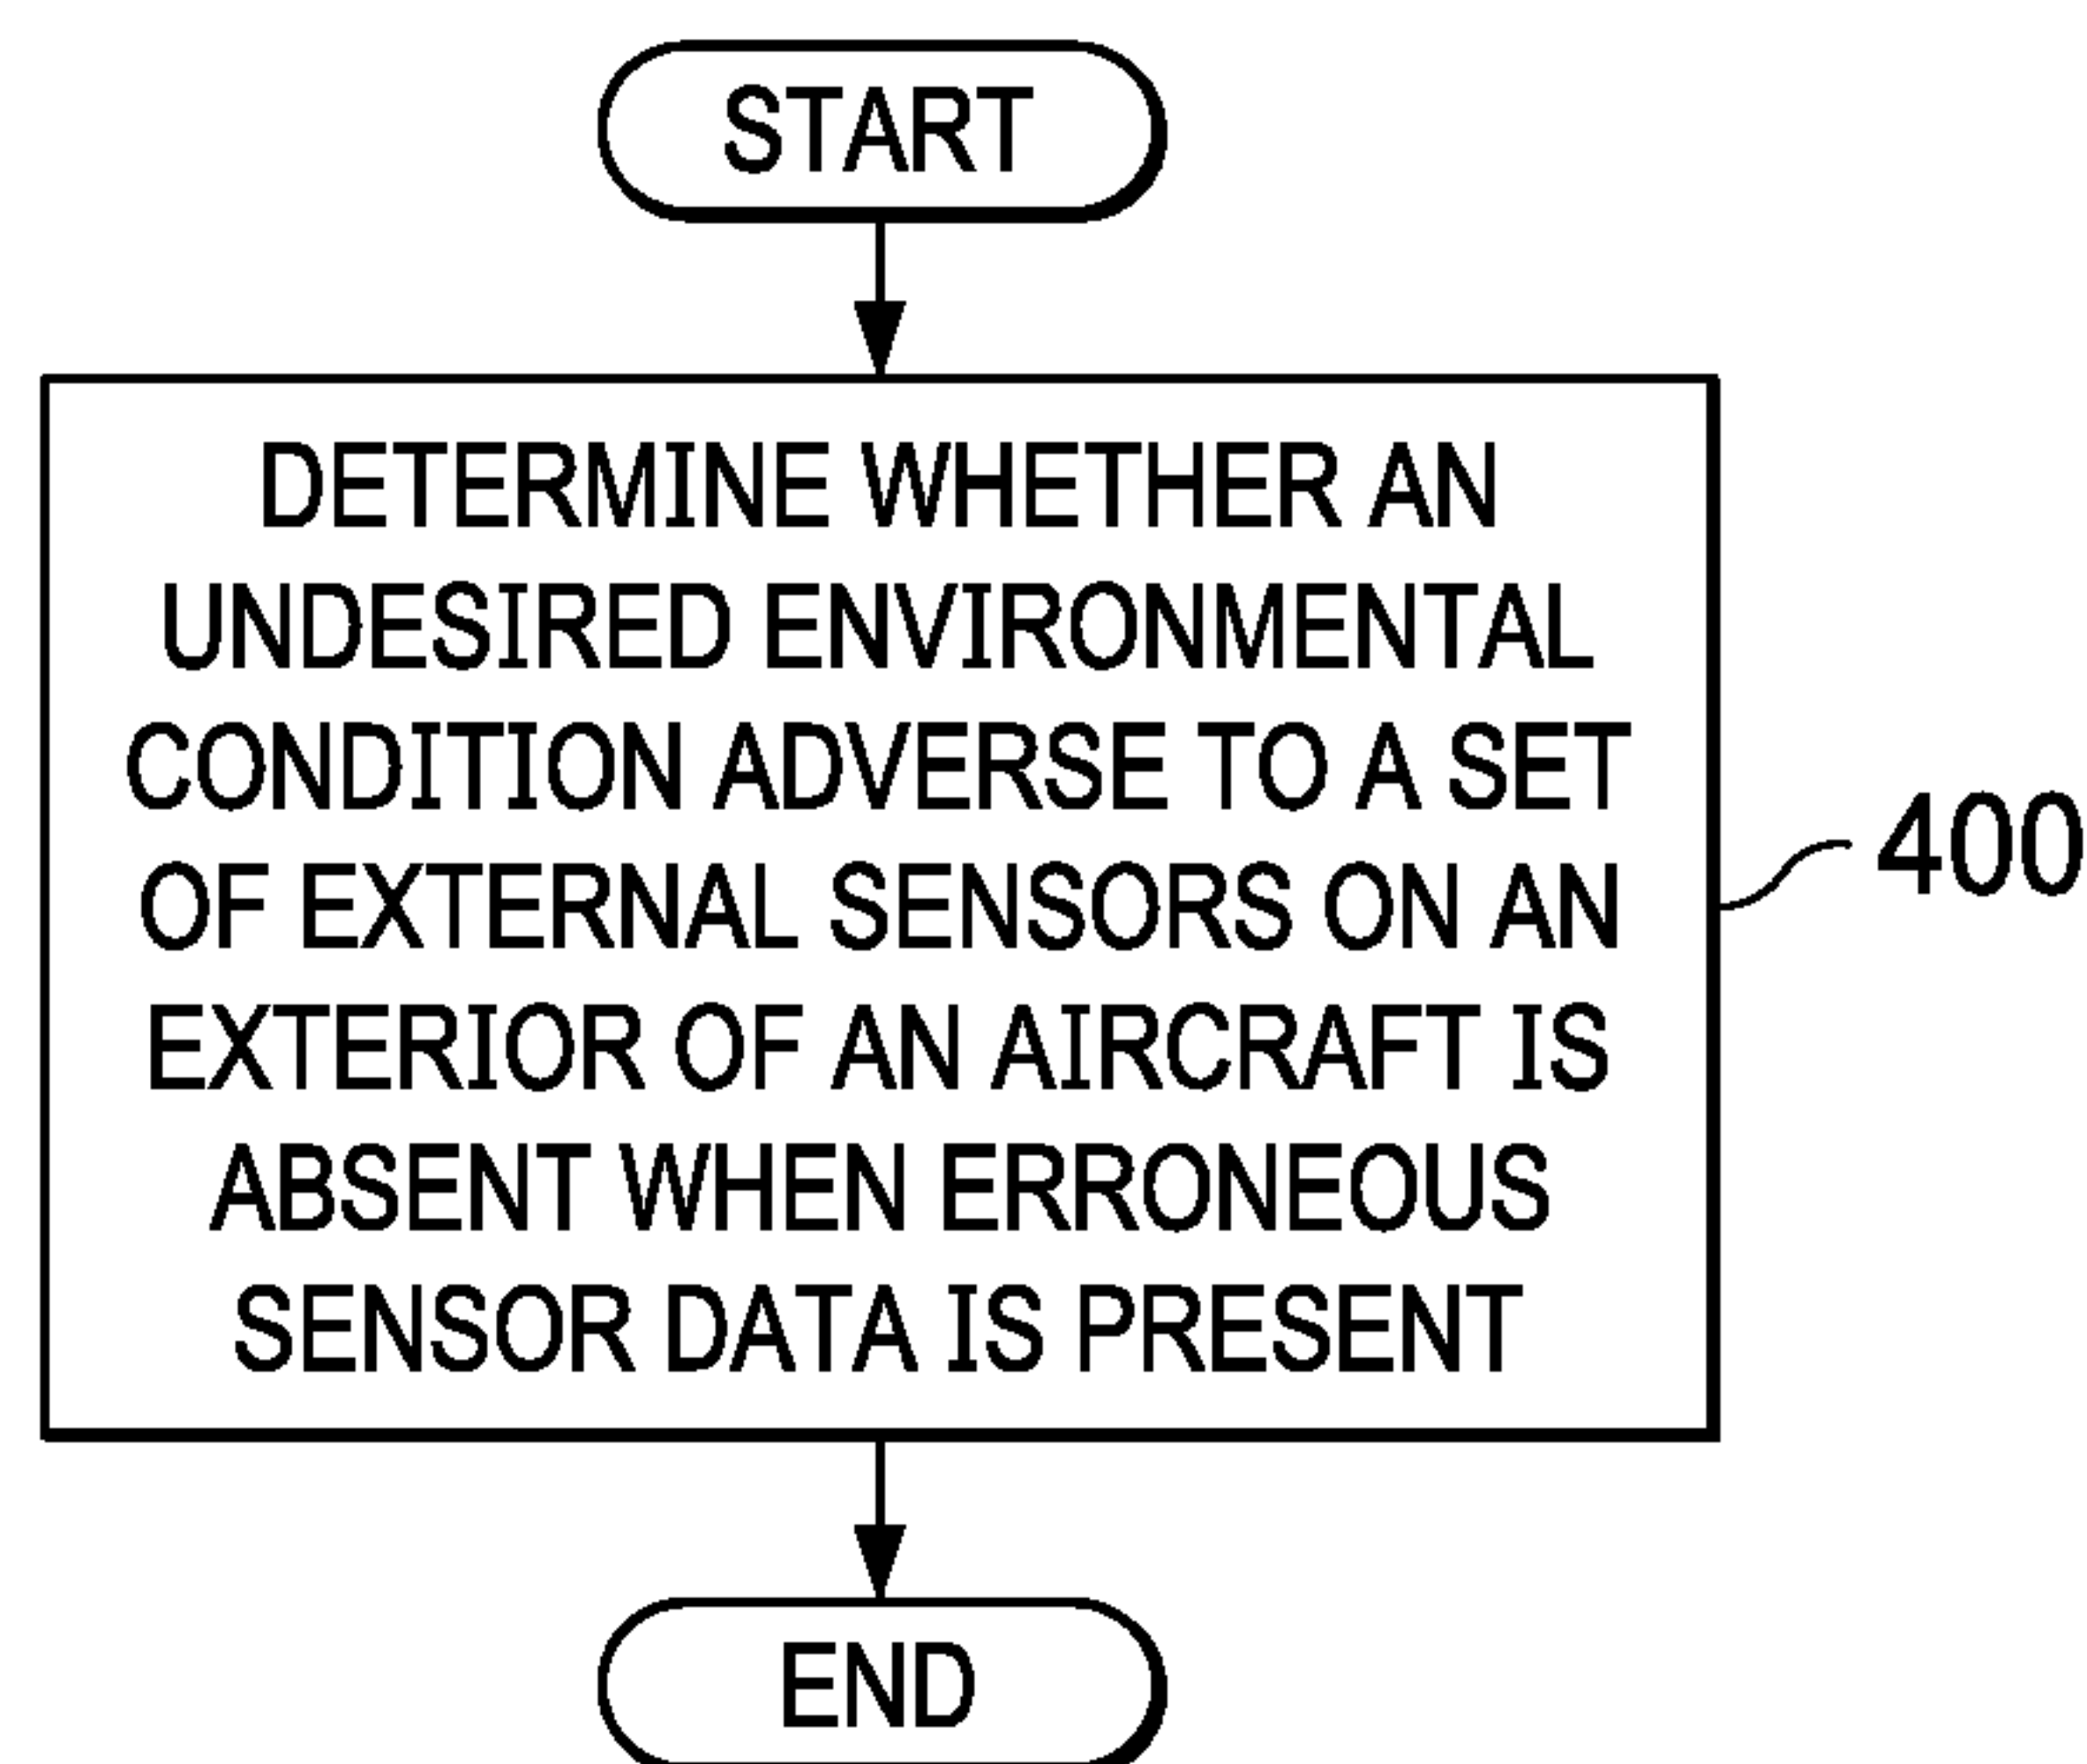 START
DETERMINE WHETHER AN
UNDESIRED ENVIRONMENTAL
CONDITION ADVERSE TO A SET
OF EXTERNAL SENSORS ON AN
EXTERIOR OF AN AIRCRAFT IS
ABSENT WHEN ERRONEOUS
SENSOR DATA IS PRESENT
400
END